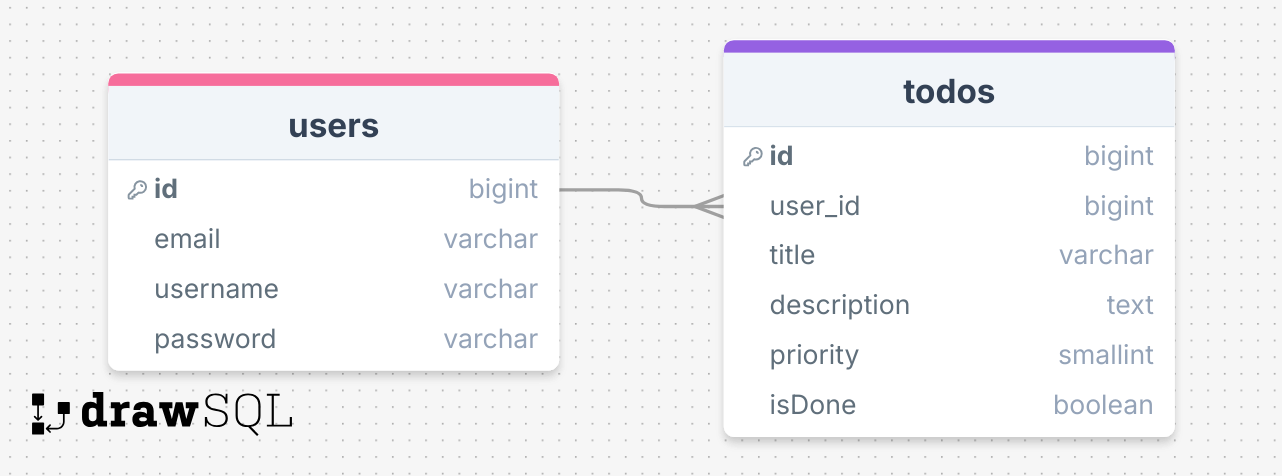 users
id bigint
email varchar
username varchar
password varchar
todos
id bigint
user_id bigint
title varchar
description text
priority smallint
isDone boolean
drawSQL